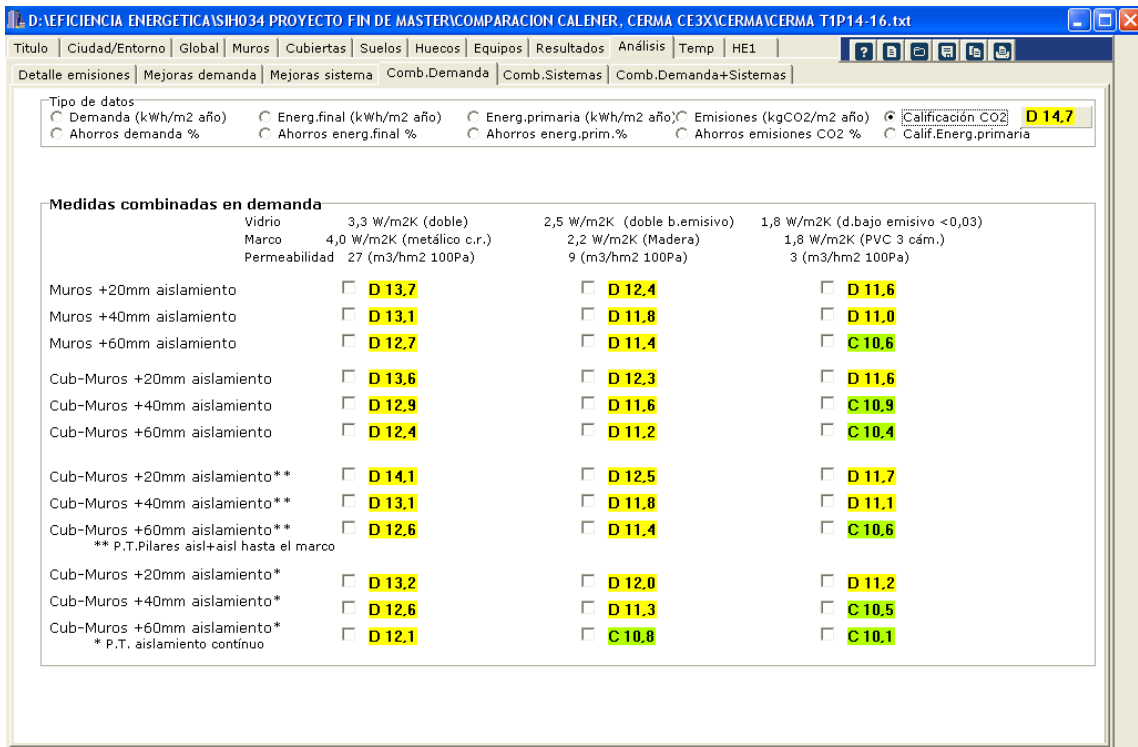 D:\EFICIENCIA ENERGETICA\SIH034 PROYECTO FIN DE MASTER\COMPARACION CALENER, CERMA CE3X\CERMA\CERMA T1P14-16.txt
Titulo Ciudad/Entorno Global Muros Cubiertas Suelos Huecos Equipos Resultados Análisis Temp HE1
Detalle emisiones Mejoras demanda Mejoras sistema Comb.Demanda Comb.Sistemas Comb.Demanda+Sistemas
Tipo de datos
Demanda (kWh/m2 año) Energ.final (kWh/m2 año) Energ.primaria (kWh/m2 año) Emisiones (kgCO2/m2 año) Calificación CO2 D 14,7
Ahorros demanda % Ahorros energ.final % Ahorros energ.prim.% Ahorros emisiones CO2 % Calif.Energ.primaria
Medidas combinadas en demanda
Vidrio 3,3 W/m2K (doble) 2,5 W/m2K (doble b.emisivo) 1,8 W/m2K (d.bajo emisivo <0,03)
Marco 4,0 W/m2K (metálico c.r.) 2,2 W/m2K (Madera) 1,8 W/m2K (PVC 3 cám.)
Permeabilidad 27 (m3/hm2 100Pa) 9 (m3/hm2 100Pa) 3 (m3/hm2 100Pa)
Muros +20mm aislamiento D 13,7 D 12,4 D 11,6
Muros +40mm aislamiento D 13,1 D 11,8 D 11,0
Muros +60mm aislamiento D 12,7 D 11,4 C 10,6
Cub-Muros +20mm aislamiento D 13,6 D 12,3 D 11,6
Cub-Muros +40mm aislamiento D 12,9 D 11,6 C 10,9
Cub-Muros +60mm aislamiento D 12,4 D 11,2 C 10,4
Cub-Muros +20mm aislamiento** D 14,1 D 12,5 D 11,7
Cub-Muros +40mm aislamiento** D 13,1 D 11,8 D 11,1
Cub-Muros +60mm aislamiento** D 12,6 D 11,4 C 10,6
** P.T.Pilares aisl+aisl hasta el marco
Cub-Muros +20mm aislamiento* D 13,2 D 12,0 D 11,2
Cub-Muros +40mm aislamiento* D 12,6 D 11,3 C 10,5
Cub-Muros +60mm aislamiento* D 12,1 C 10,8 C 10,1
* P.T. aislamiento contínuo